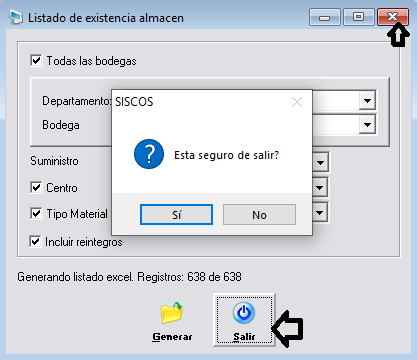 Listado de existencia almacen
Todas las bodegas
Departamento:
Bodega
Suministro
Centro
Tipo Material
Incluir reintegros
SISCOS
Esta seguro de salir?
Sí
No
Generando listado excel. Registros: 638 de 638
Generar
Salir